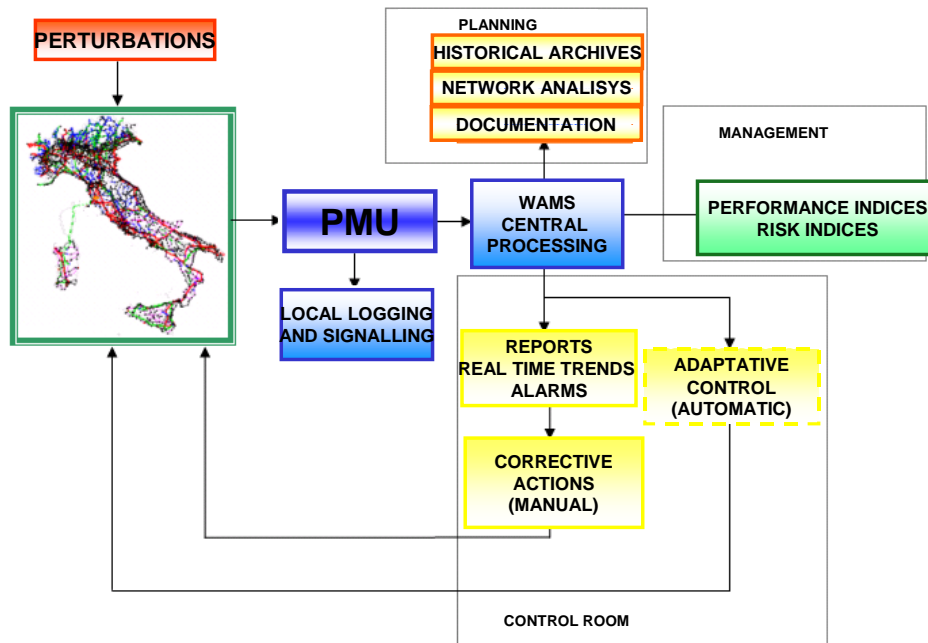 PLANNING
PERTURBATIONS
HISTORICAL ARCHIVES
NETWORK ANALISYS
DOCUMENTATION
MANAGEMENT
PMU
WAMS
CENTRAL
PROCESSING
PERFORMANCE INDICES
RISK INDICES
LOCAL LOGGING
AND SIGNALLING
REPORTS
REAL TIME TRENDS
ALARMS
ADAPTATIVE
CONTROL
(AUTOMATIC)
CORRECTIVE
ACTIONS
(MANUAL)
CONTROL ROOM